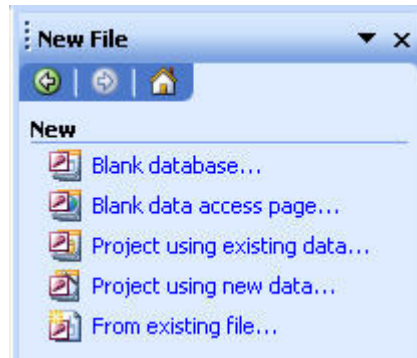 New File
New
Blank database...
Blank data access page...
Project using existing data...
Project using new data...
From existing file...